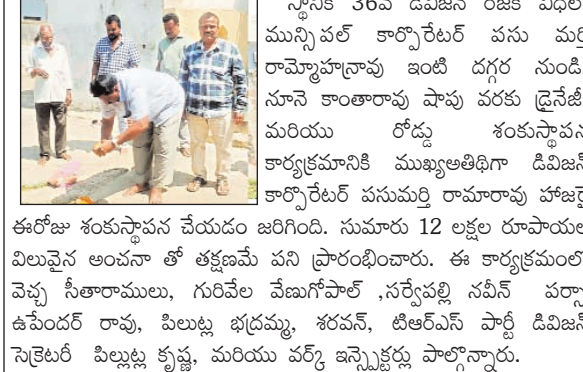 స్థానిక 36వ డివిజన్ రజక వీధిలో
మున్సిపల్ కార్పొరేటర్ పసు మర్తి
రామ్మోహన్రావు ఇంటి దగ్గర నుండి
నూనె కాంతారావు షాపు వరకు డ్రైనేజీ
మరియు రోడ్డు శంకుస్థాపన
కార్యక్రమానికి ముఖ్యఅతిథిగా డివిజన్
కార్పొరేటర్ పసుమర్తి రామారావు హాజరై
ఈరోజు శంకుస్థాపన చేయడం జరిగింది. సుమారు 12 లక్షల రూపాయల
విలువైన అంచనా తో తక్షణమే పని ప్రారంభించారు. ఈ కార్యక్రమంలో
వెచ్చ సీతారాములు, గురివేల వేణుగోపాల్ ,సర్వేపల్లి నవీన్ పర్సా
ఉపేందర్ రావు, పిలుట్ల భద్రమ్మ, శరవన్, టిఆర్ఎస్ పార్టీ డివిజన్
సెక్రెటరీ పిల్లుట్ల కృష్ణ, మరియు వర్క్ ఇన్స్పెక్టర్లు పాల్గొన్నారు.